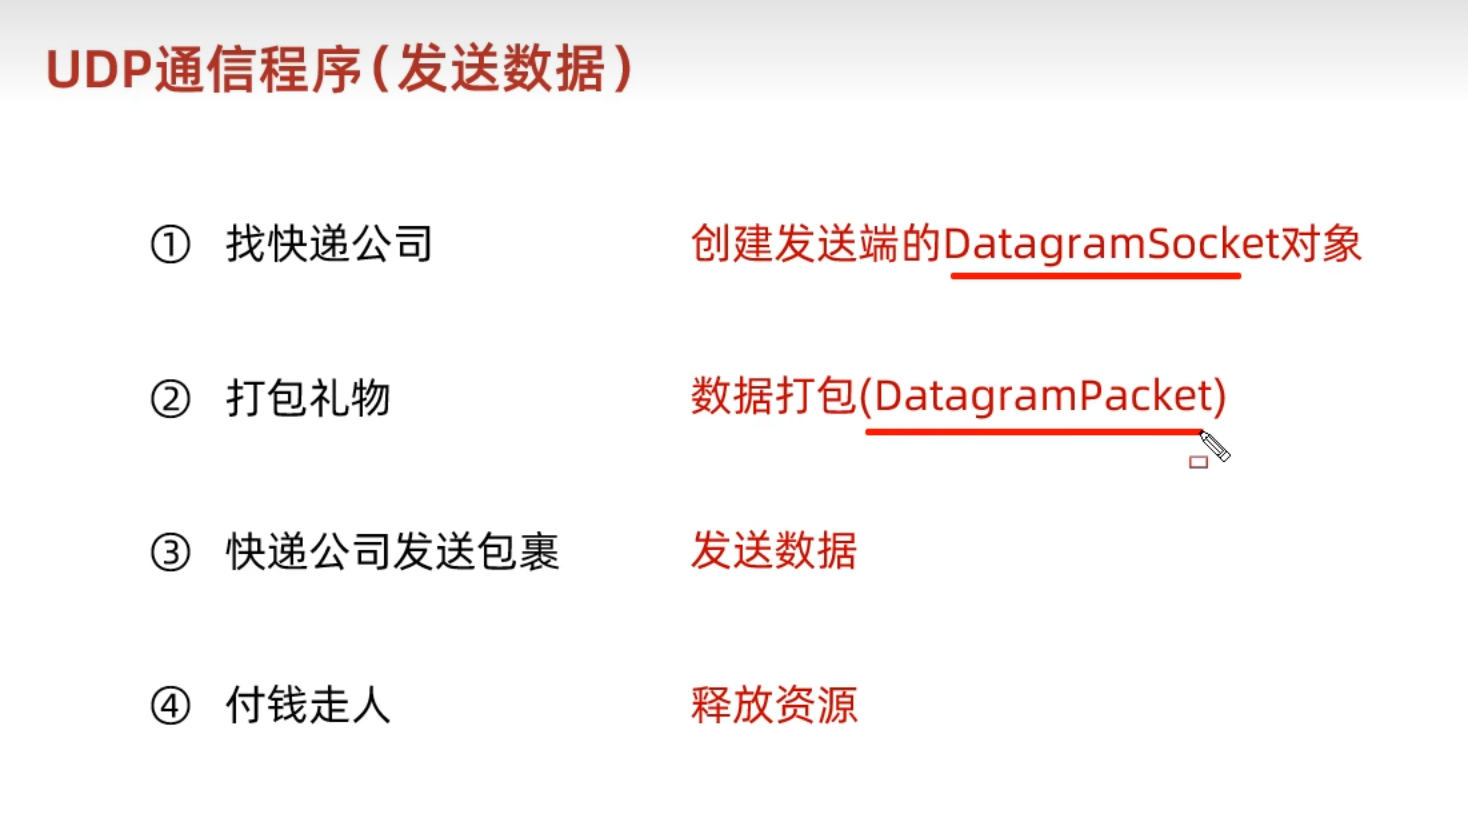 UDP通信程序(发送数据)
① 找快递公司 创建发送端的DatagramSocket对象
② 打包礼物 数据打包(DatagramPacket)
③ 快递公司发送包裹 发送数据
④ 付钱走人 释放资源